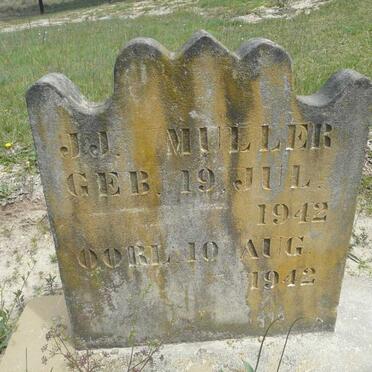 J.J. MULLER
GEB. 19. JUL.
1942
OORL. 10 AUG.
1942